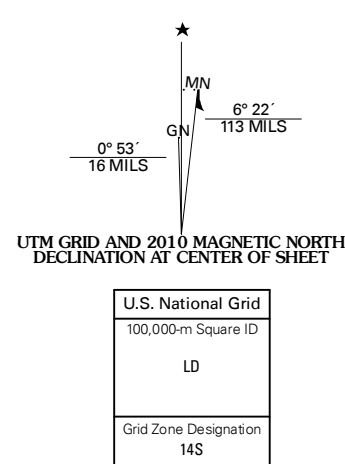 ★
MN
6° 22´
113 MILS
GN
0° 53´
16 MILS
UTM GRID AND 2010 MAGNETIC NORTH
DECLINATION AT CENTER OF SHEET
U.S. National Grid
100,000-m Square ID
LD
Grid Zone Designation
14S